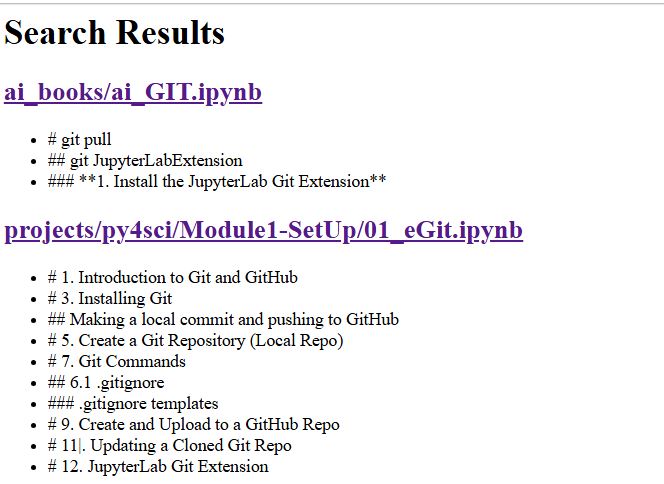 Search Results
ai_books/ai_GIT.ipynb
# git pull
## git JupyterLabExtension
### **1. Install the JupyterLab Git Extension**
projects/py4sci/Module1-SetUp/01_eGit.ipynb
# 1. Introduction to Git and GitHub
# 3. Installing Git
## Making a local commit and pushing to GitHub
# 5. Create a Git Repository (Local Repo)
# 7. Git Commands
## 6.1 .gitignore
### .gitignore templates
# 9. Create and Upload to a GitHub Repo
# 11|. Updating a Cloned Git Repo
# 12. JupyterLab Git Extension